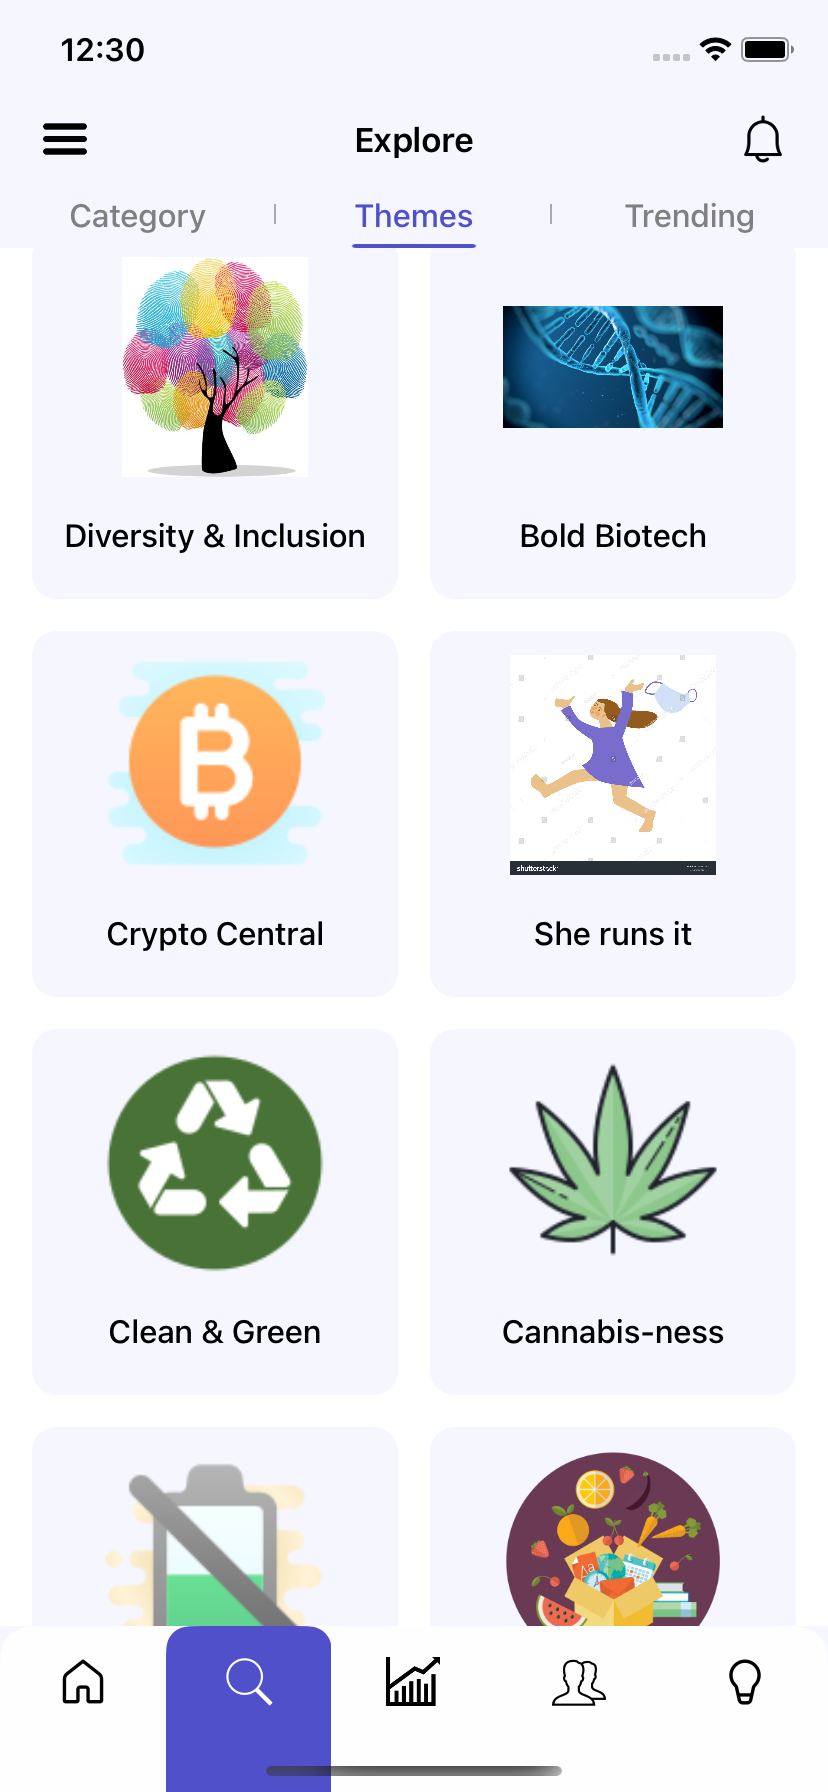 12:30
Explore
Category
Themes
Trending
Diversity & Inclusion
Bold Biotech
Crypto Central
shutterstock
She runs it
Clean & Green
Cannabis-ness
Aa